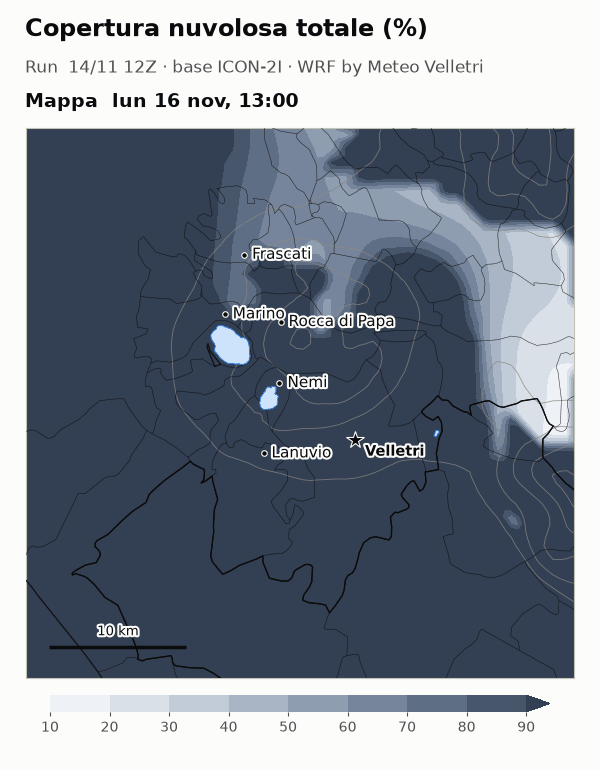 Copertura nuvolosa totale (%)
Run  14/11 12Z · base ICON-2I · WRF by Meteo Velletri
Mappa  lun 16 nov, 13:00
Frascati
Marino
Rocca di Papa
Nemi
Velletri
Lanuvio
10 km
10 20 30 40 50 60 70 80 90